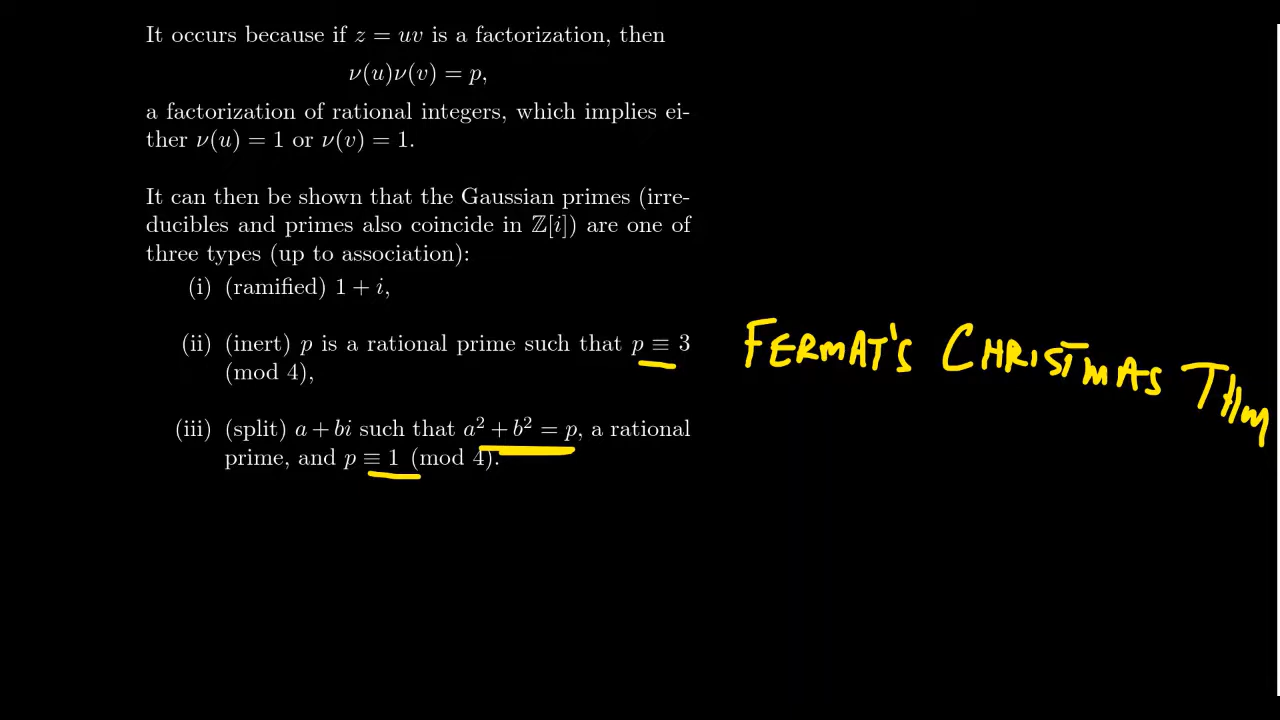 It occurs because if z = uv is a factorization, then
ν(u)ν(v) = p,
a factorization of rational integers, which implies ei-
ther ν(u) = 1 or ν(v) = 1.
It can then be shown that the Gaussian primes (irre-
ducibles and primes also coincide in ℤ[i]) are one of
three types (up to association):
(i) (ramified) 1 + i,
(ii) (inert) p is a rational prime such that p ≡ 3
(mod 4),
(iii) (split) a + bi such that a² + b² = p, a rational
prime, and p ≡ 1 (mod 4).
FERMAT'S CHRISTMAS THM